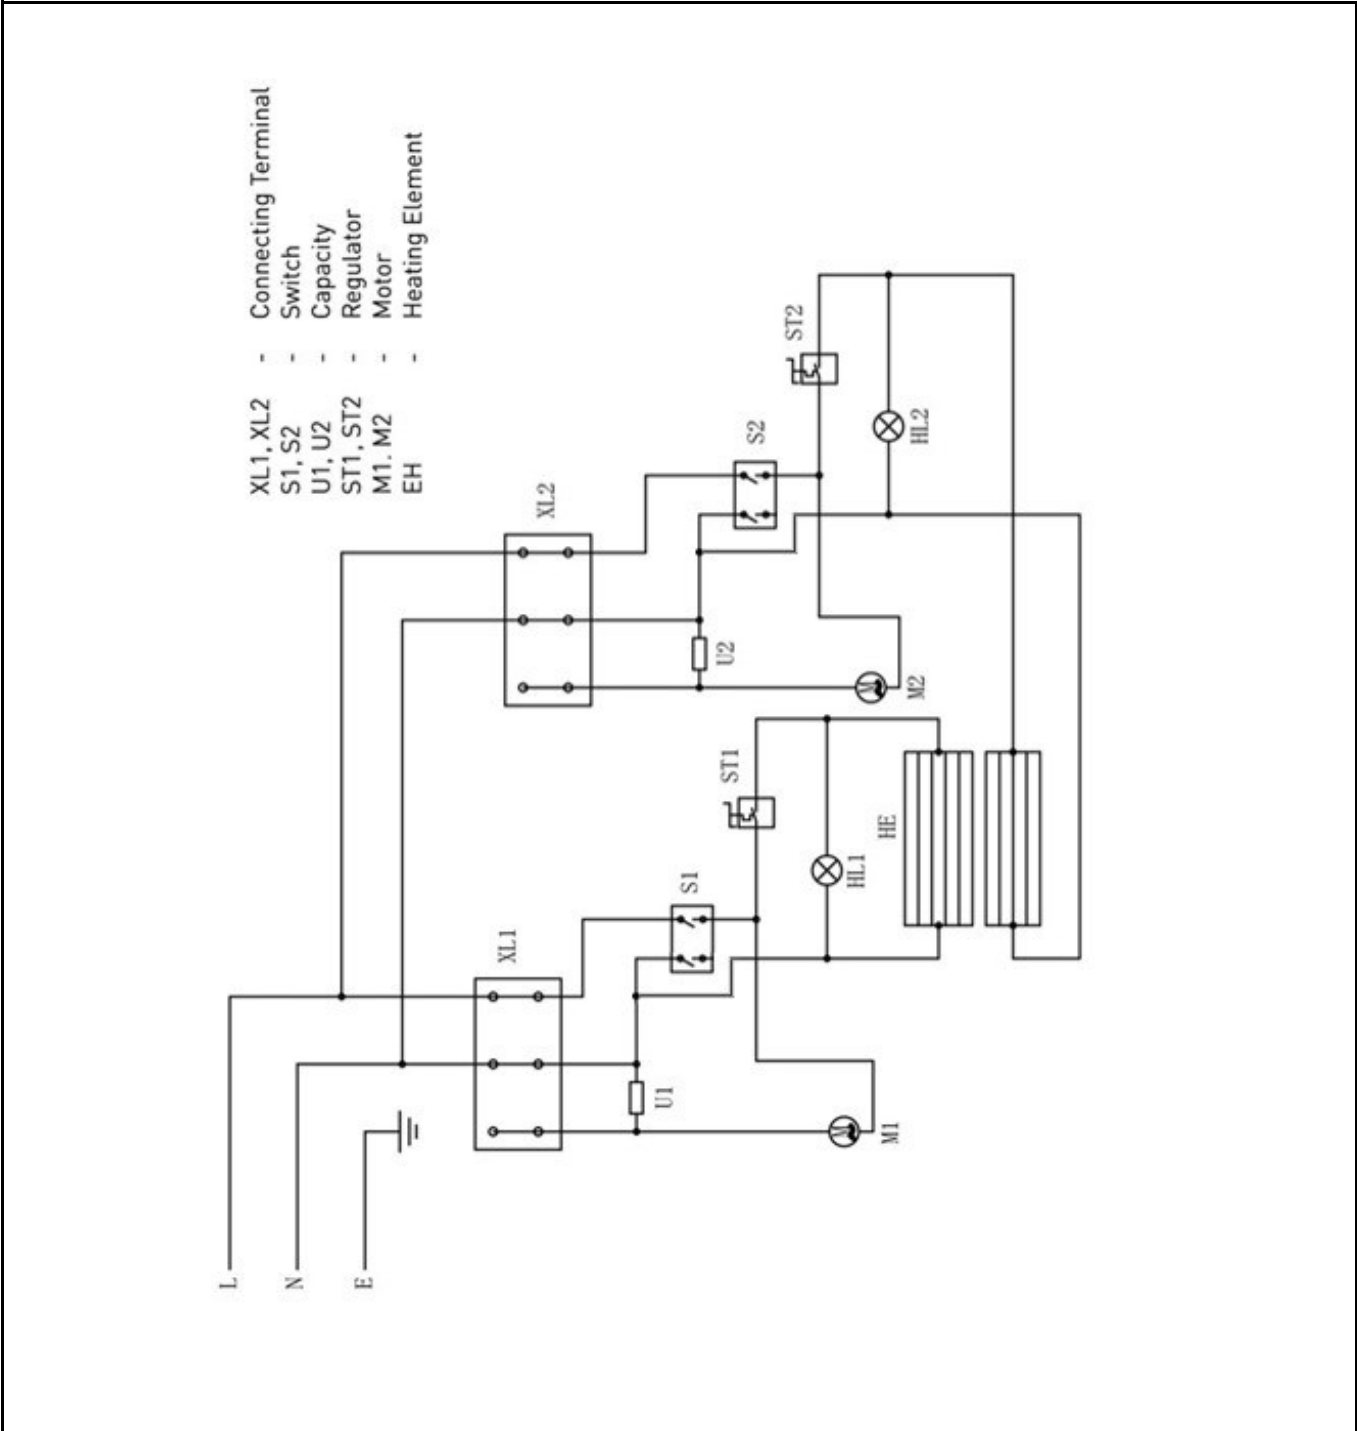 XL1, XL2 - Connecting Terminal
S1, S2 - Switch
U1, U2 - Capacity
ST1, ST2 - Regulator
M1. M2 - Motor
EH - Heating Element
L
N
E
XL1
U1
S1
ST1
M1
HL1
HE
XL2
U2
S2
ST2
M2
HL2
M
M